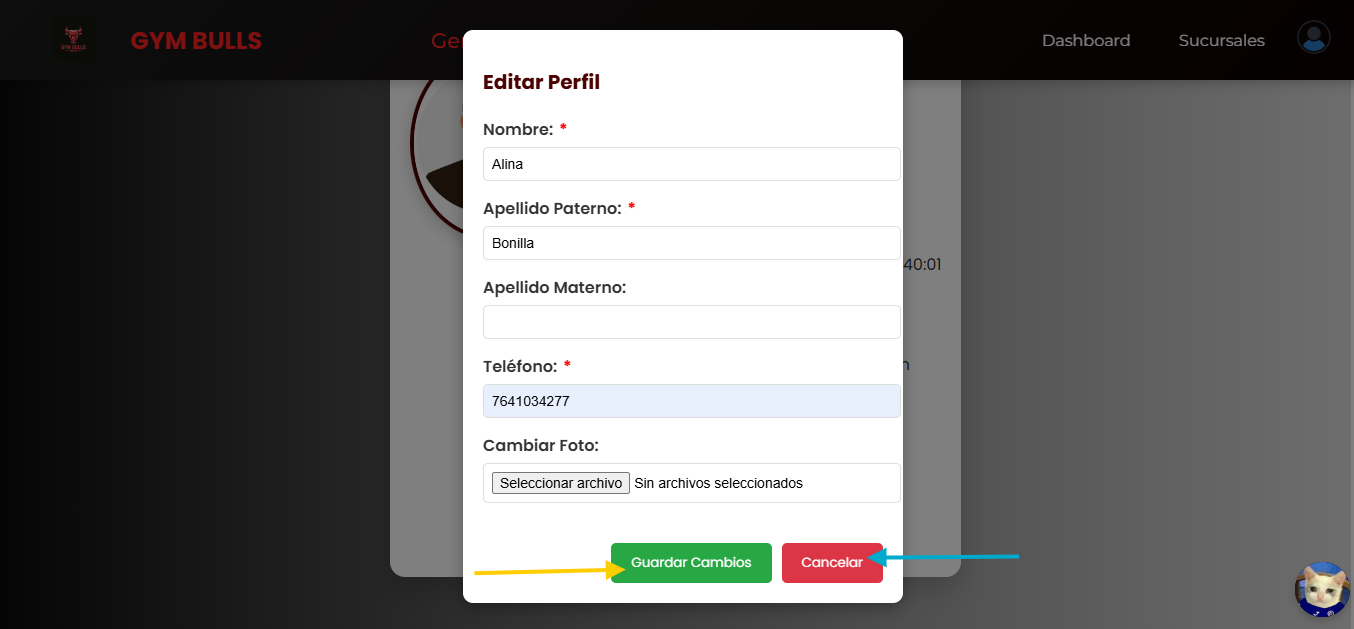 GYM BULLS
GYM BULLS
Ge
Dashboard
Sucursales
Editar Perfil
Nombre: *
Alina
Apellido Paterno: *
Bonilla
40:01
Apellido Materno:
Teléfono: *
n
7641034277
Cambiar Foto:
Seleccionar archivo Sin archivos seleccionados
Guardar Cambios
Cancelar